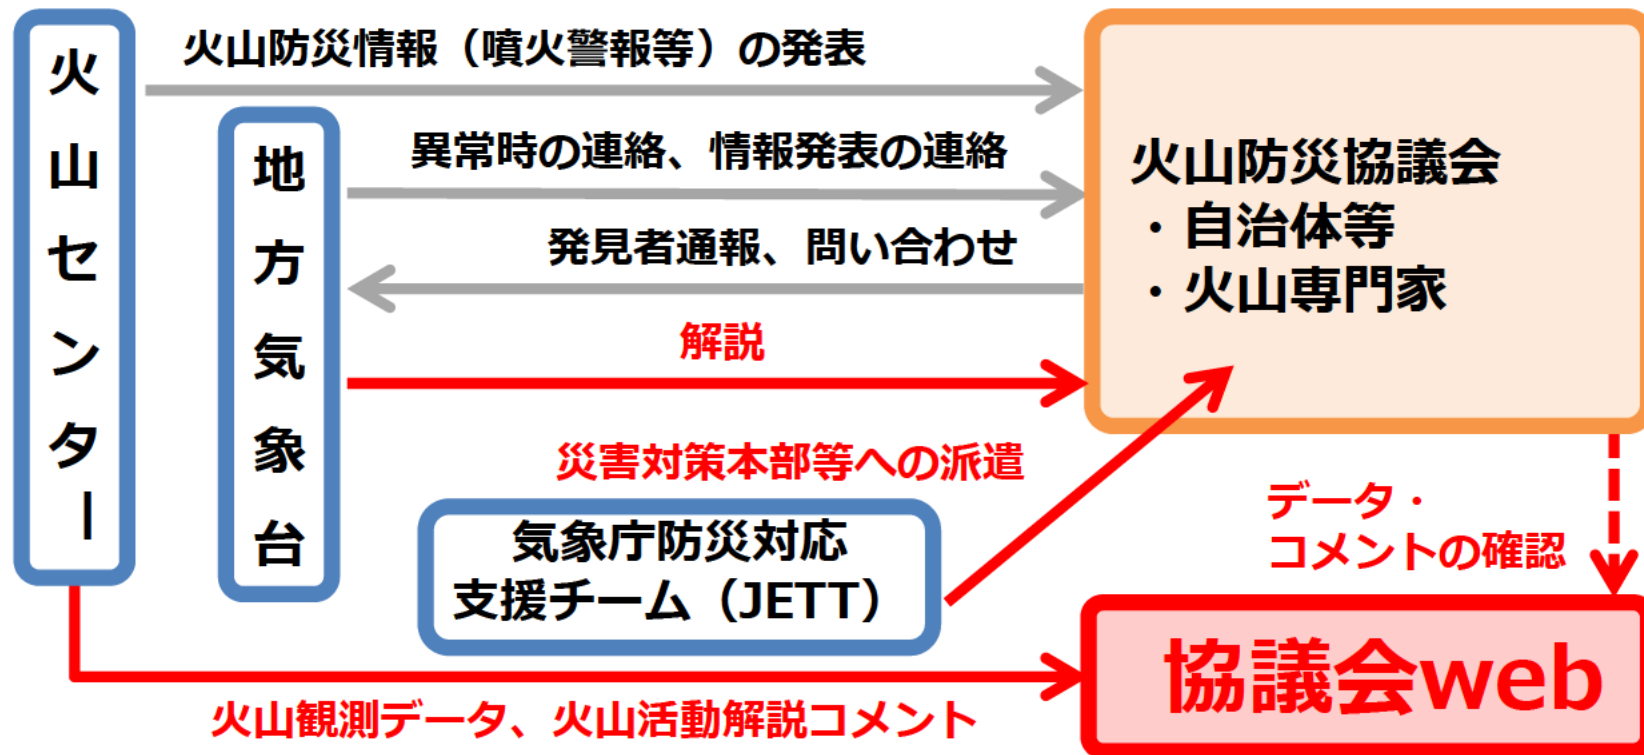 火山センター
火山防災情報（噴火警報等）の発表
地方気象台
異常時の連絡、情報発表の連絡
発見者通報、問い合わせ
解説
火山防災協議会
・自治体等
・火山専門家
災害対策本部等への派遣
気象庁防災対応
支援チーム（JETT）
データ・
コメントの確認
協議会web
火山観測データ、火山活動解説コメント